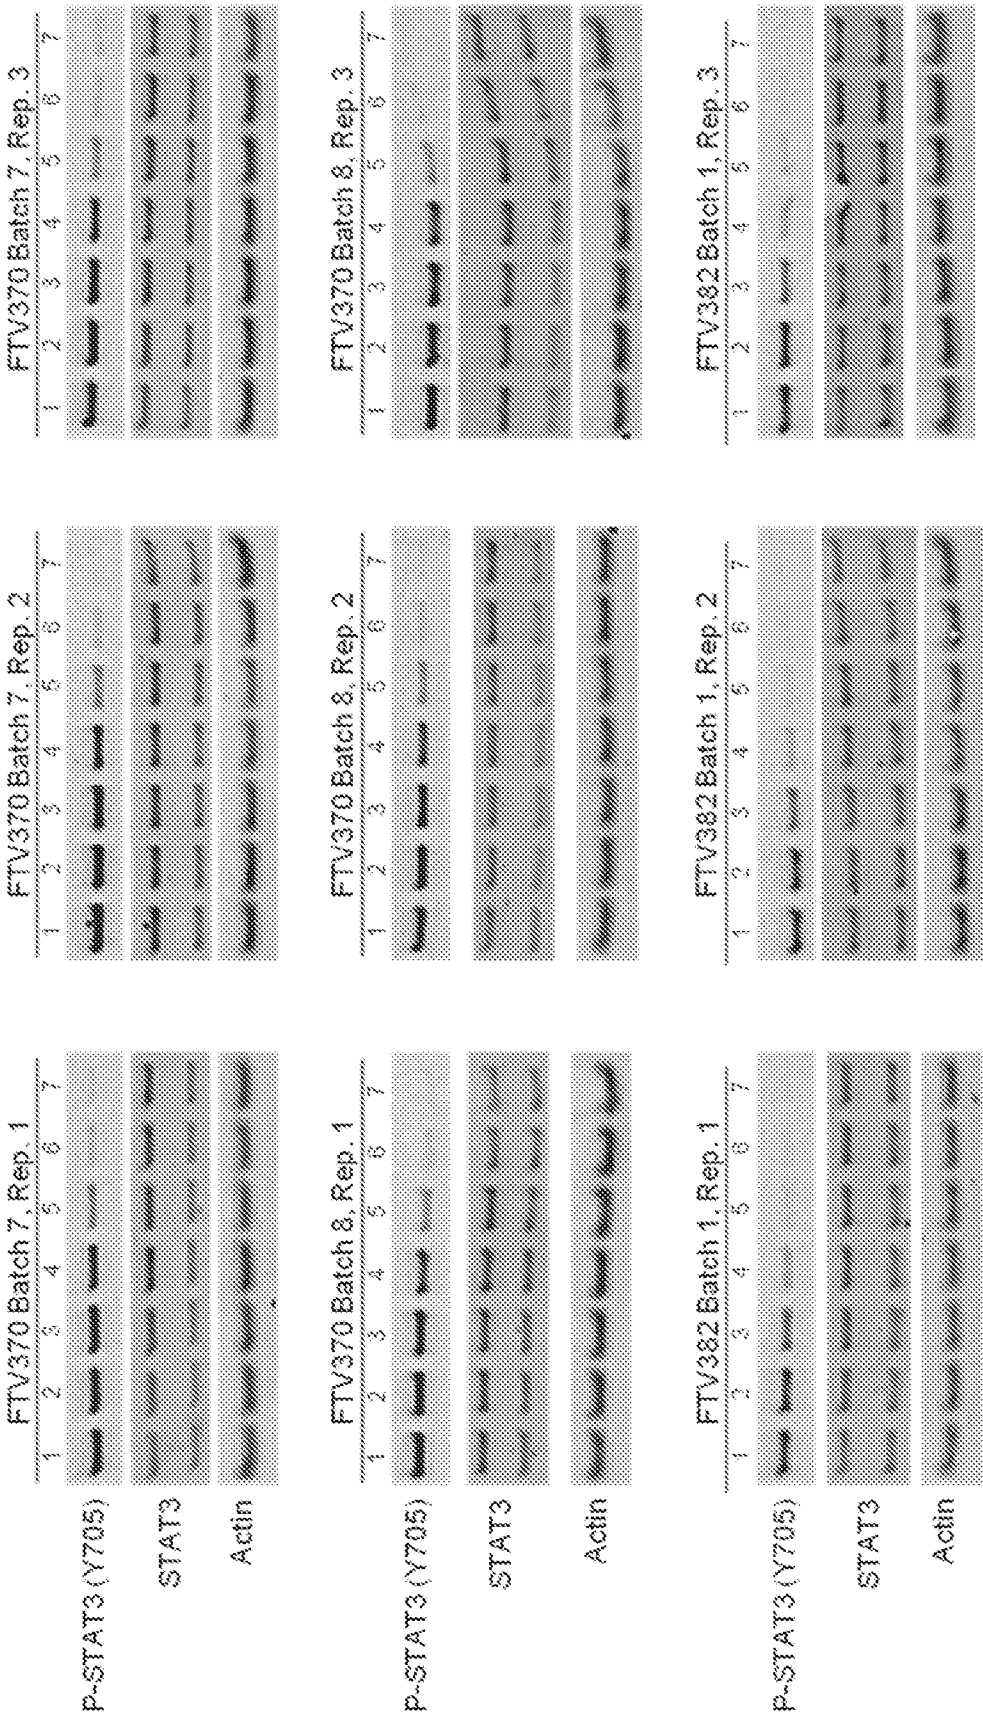 FTV370 Batch 7, Rep. 1
1 2 3 4 5 6 7
FTV370 Batch 7, Rep. 2
1 2 3 4 5 6 7
FTV370 Batch 7, Rep. 3
1 2 3 4 5 6 7
P-STAT3 (Y705)
STAT3
Actin
FTV370 Batch 8, Rep. 1
1 2 3 4 5 6 7
FTV370 Batch 8, Rep. 2
1 2 3 4 5 6 7
FTV370 Batch 8, Rep. 3
1 2 3 4 5 6 7
P-STAT3 (Y705)
STAT3
Actin
FTV382 Batch 1, Rep. 1
1 2 3 4 5 6 7
FTV382 Batch 1, Rep. 2
1 2 3 4 5 6 7
FTV382 Batch 1, Rep. 3
1 2 3 4 5 6 7
P-STAT3 (Y705)
STAT3
Actin